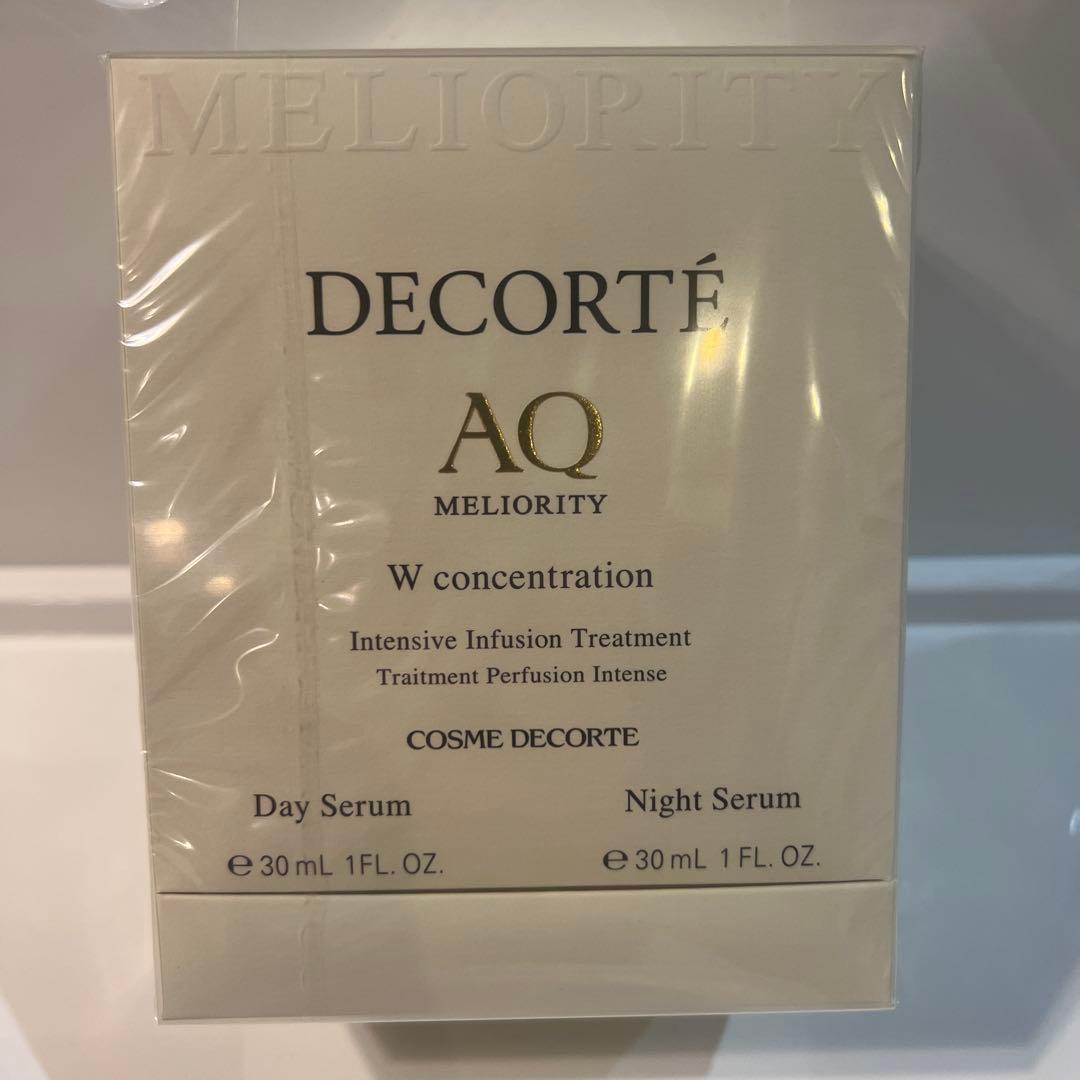 MELIORITY
DECORTÉ
AQ
MELIORITY
W concentration
Intensive Infusion Treatment
Traitment Perfusion Intense
COSME DECORTE
Day Serum
Night Serum
℮ 30 mL 1FL. OZ.
℮ 30 mL 1 FL. OZ.